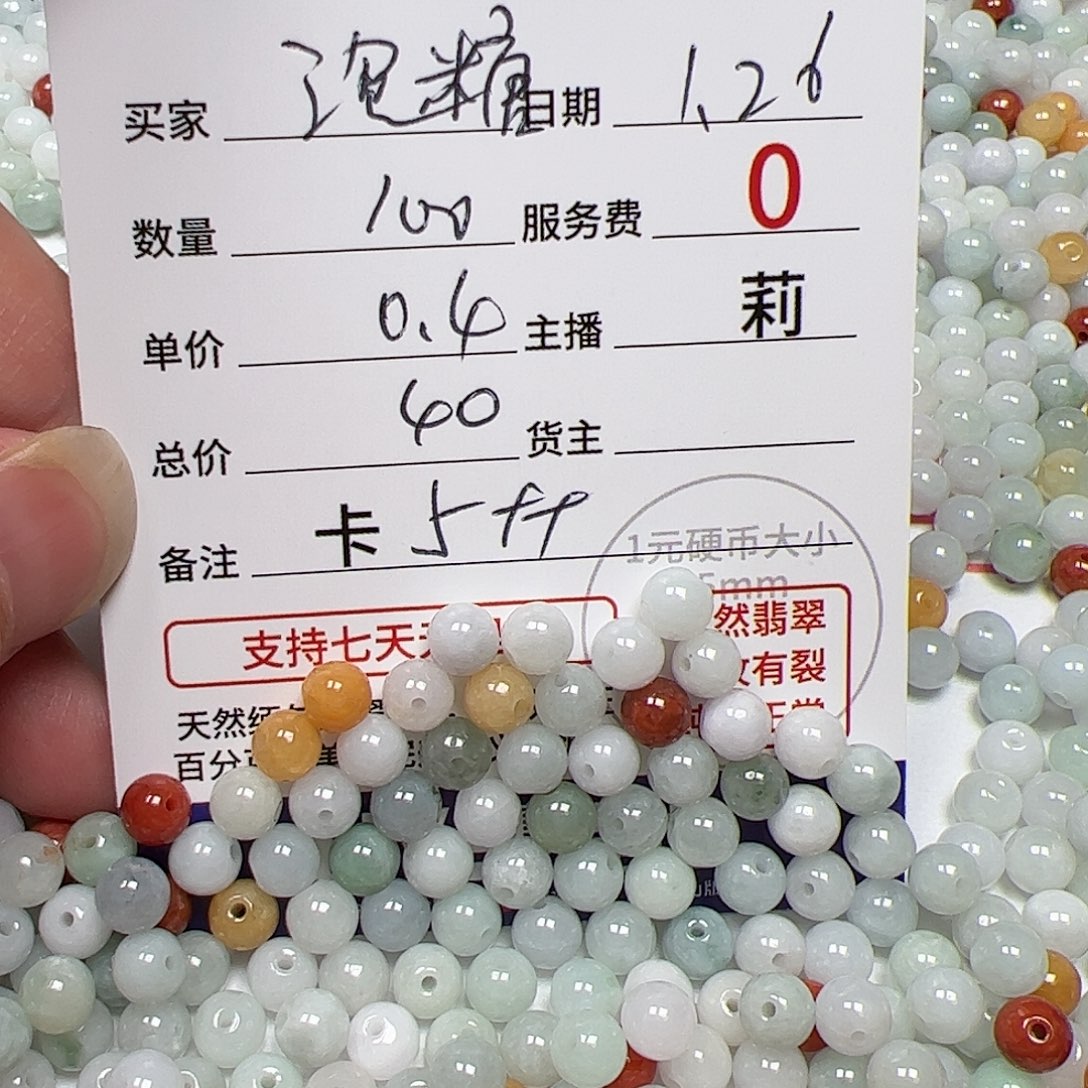 买家 泡糖 日期 1.26
数量 100 服务费 0
单价 0.4 主播 莉
总价 40 货主
备注 卡 5
1元硬币大小
5mm
支持七天
然翡翠
有裂
天然缅
百分